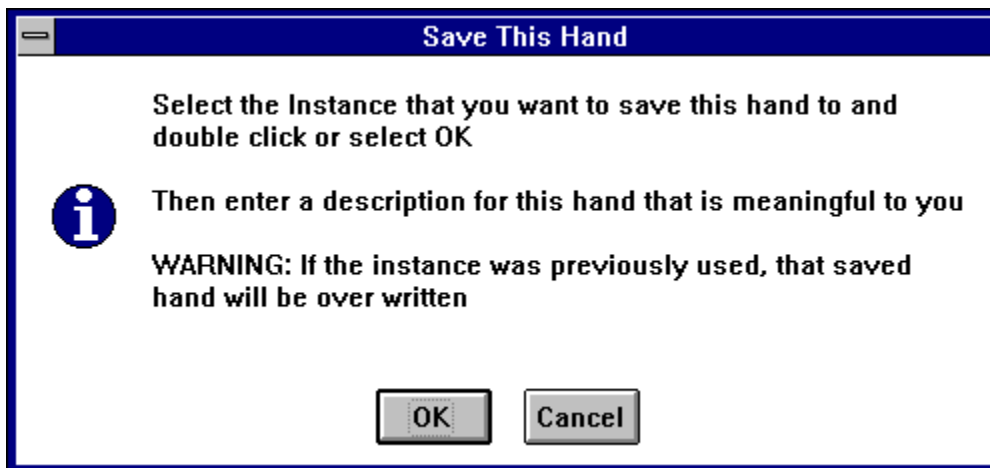 Save This Hand
Select the Instance that you want to save this hand to and
double click or select OK
Then enter a description for this hand that is meaningful to you
WARNING: If the instance was previously used, that saved
hand will be over written
OK
Cancel